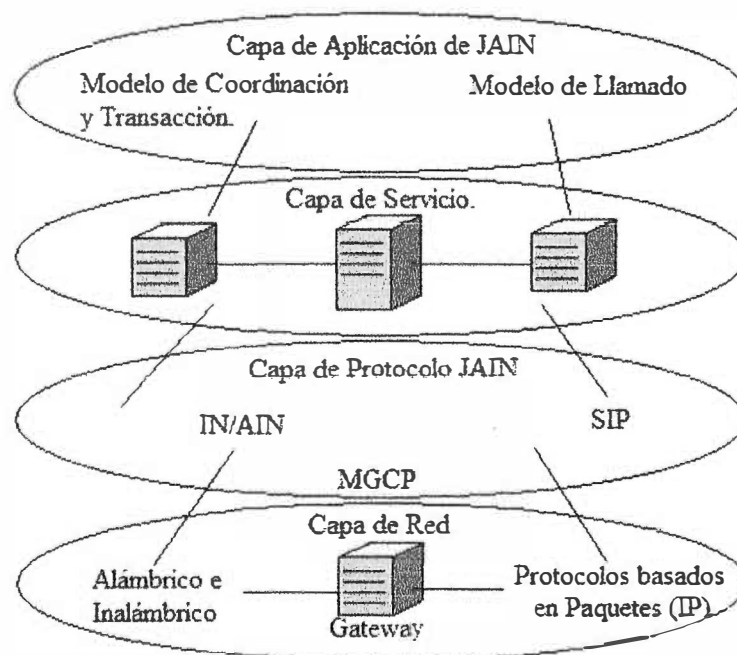 Capa de Aplicación de JAIN
Modelo de Coordinación
y Transacción.
Modelo de Llamado
Capa de Servicio.
Capa de Protocolo JAIN
IN/AIN
SIP
MGCP
Capa de Red
Alámbrico e
Inalámbrico
Gateway
Protocolos basados
en Paquetes (IP)